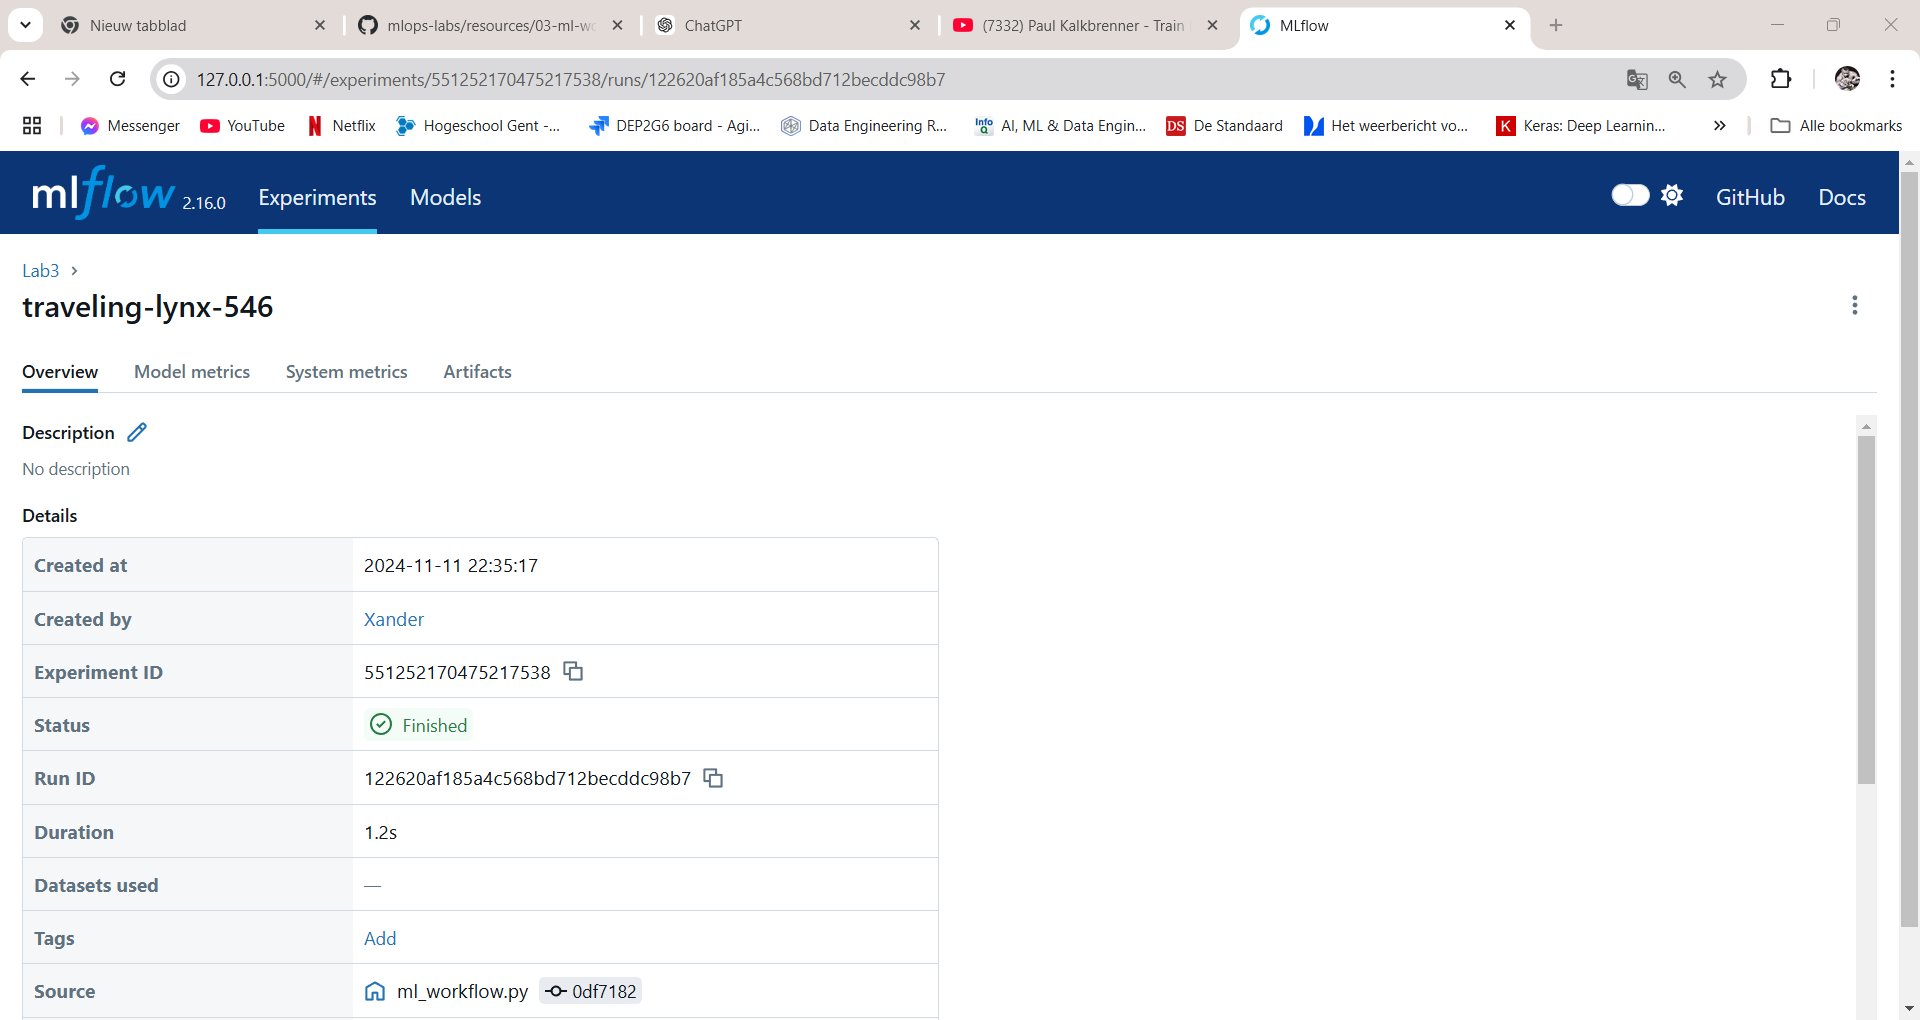 Nieuw tabblad
mlops-labs/resources/03-ml-wo
ChatGPT
(7332) Paul Kalkbrenner - Train
MLflow
127.0.0.1:5000/#/experiments/551252170475217538/runs/122620af185a4c568bd712becddc98b7
Messenger
YouTube
Netflix
Hogeschool Gent -...
DEP2G6 board - Agi...
Data Engineering R...
Info
AI, ML & Data Engin...
DS
De Standaard
Het weerbericht vo...
K
Keras: Deep Learnin...
Alle bookmarks
mlflow 2.16.0
Experiments
Models
GitHub
Docs
Lab3
traveling-lynx-546
Overview
Model metrics
System metrics
Artifacts
Description
No description
Details
Created at 2024-11-11 22:35:17
Created by Xander
Experiment ID 551252170475217538
Status Finished
Run ID 122620af185a4c568bd712becddc98b7
Duration 1.2s
Datasets used —
Tags Add
Source ml_workflow.py 0df7182